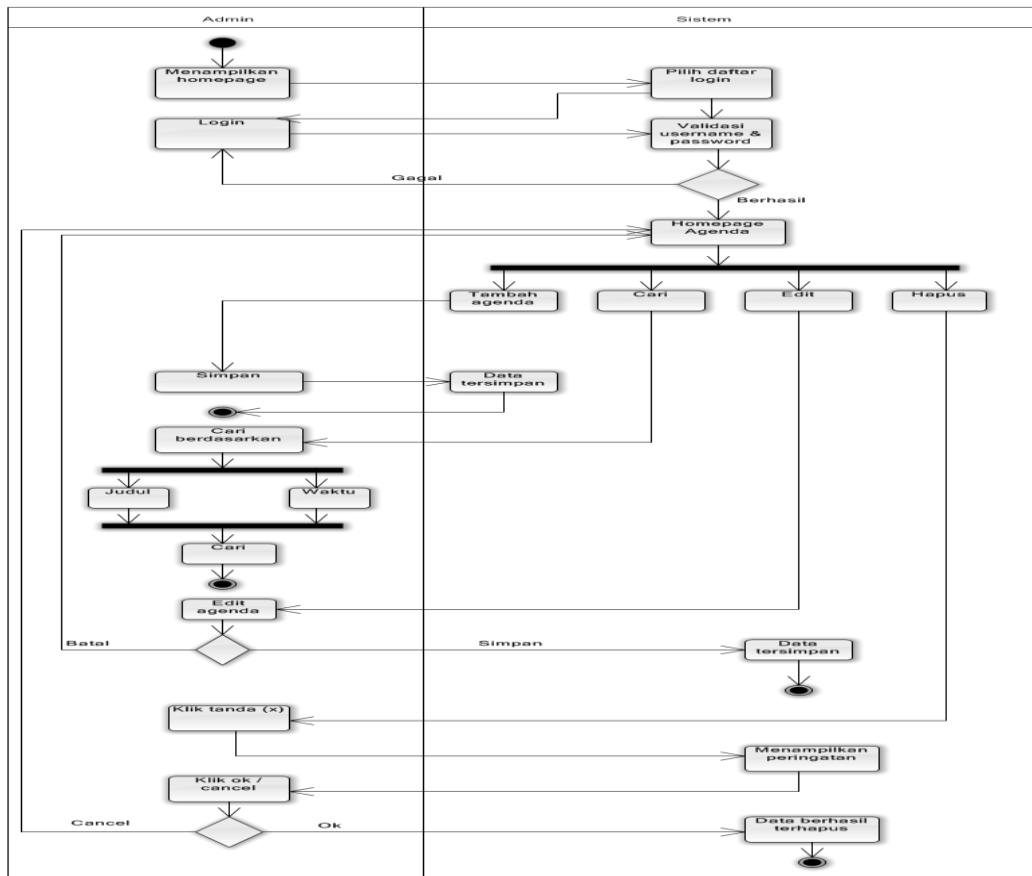 Admin
Sistem
Menampilkan
homepage
Pilih daftar
login
Login
Validasi
username &
password
Gagal
Berhasil
Homepage
Agenda
Tambah
agenda
Cari
Edit
Hapus
Simpan
Data
tersimpan
Cari
berdasarkan
Judul
Waktu
Cari
Edit
agenda
Batal
Simpan
Data
tersimpan
Klik tanda (x)
Menampilkan
peringatan
Klik ok /
cancel
Cancel
Ok
Data berhasil
terhapus